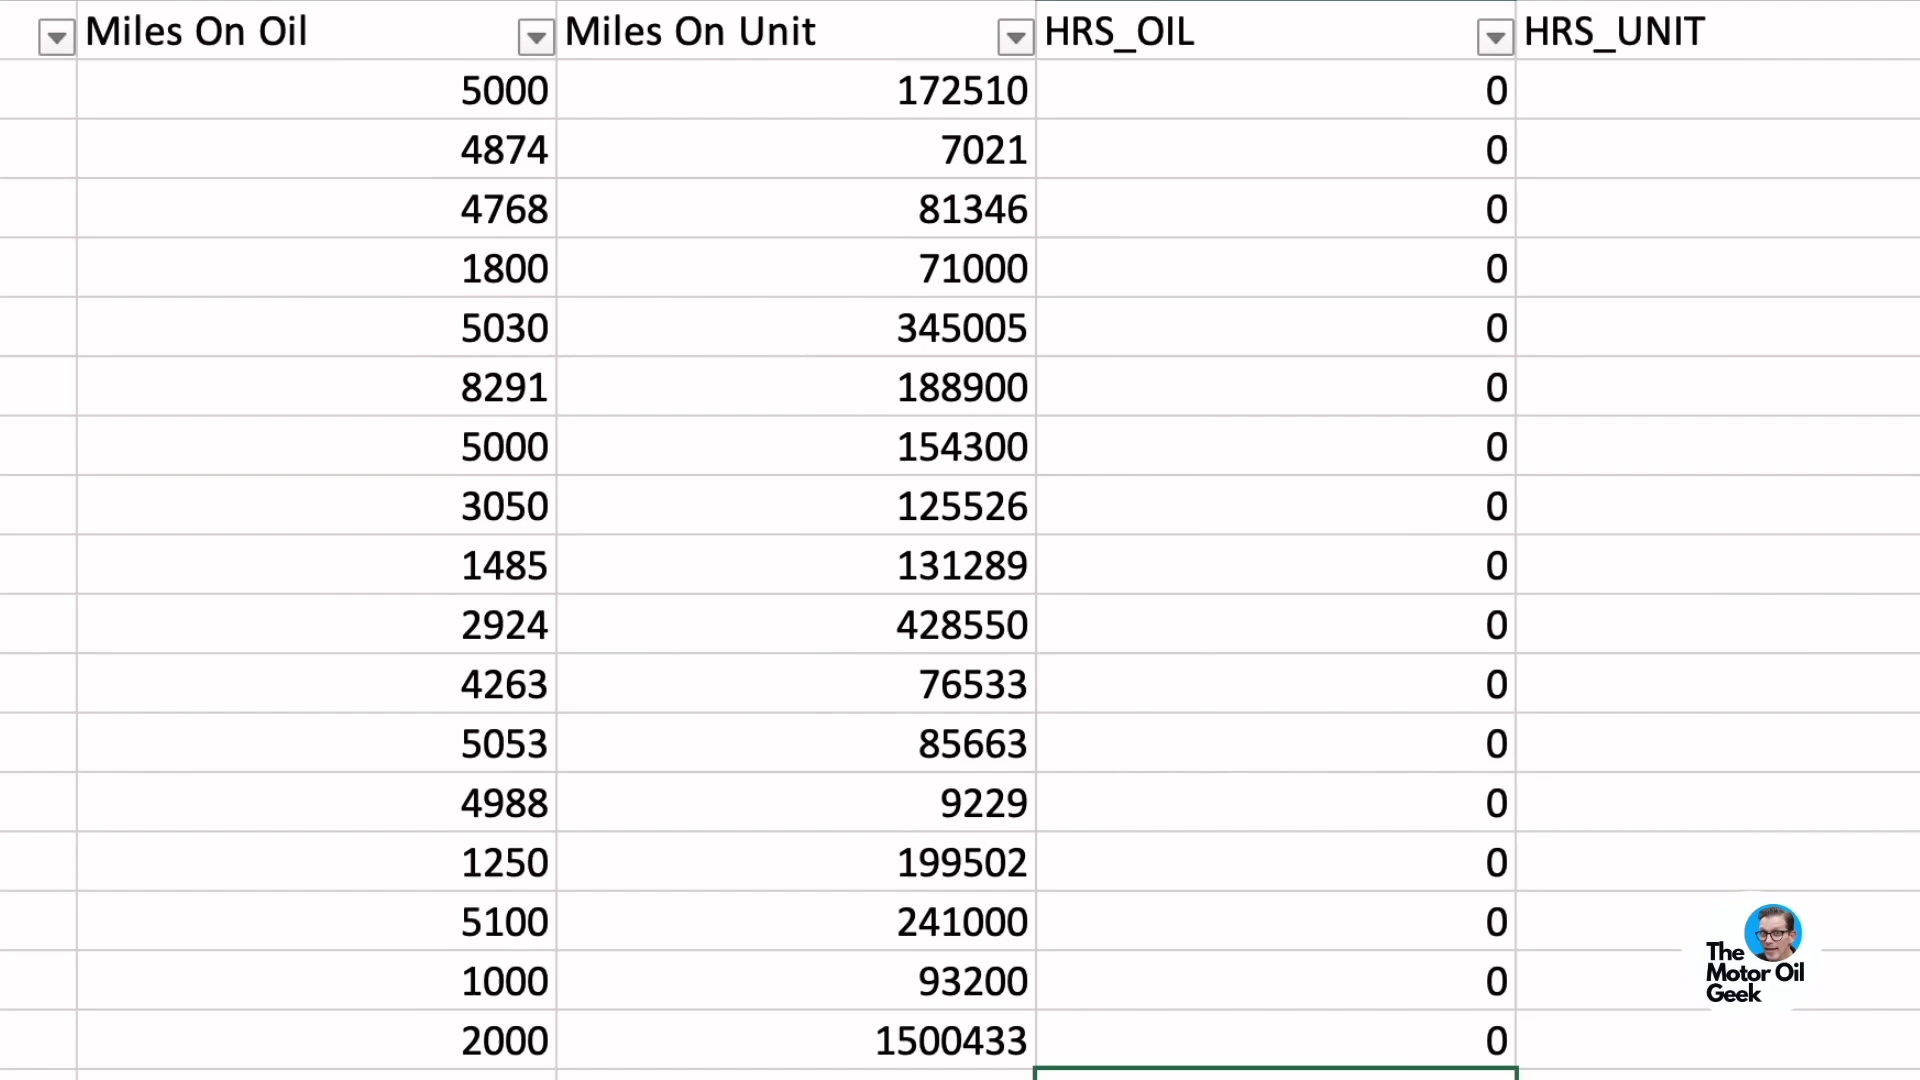 Miles On Oil Miles On Unit HRS_OIL HRS_UNIT
5000 172510 0
4874 7021 0
4768 81346 0
1800 71000 0
5030 345005 0
8291 188900 0
5000 154300 0
3050 125526 0
1485 131289 0
2924 428550 0
4263 76533 0
5053 85663 0
4988 9229 0
1250 199502 0
5100 241000 0
1000 93200 0
2000 1500433 0
The
Motor Oil
Geek